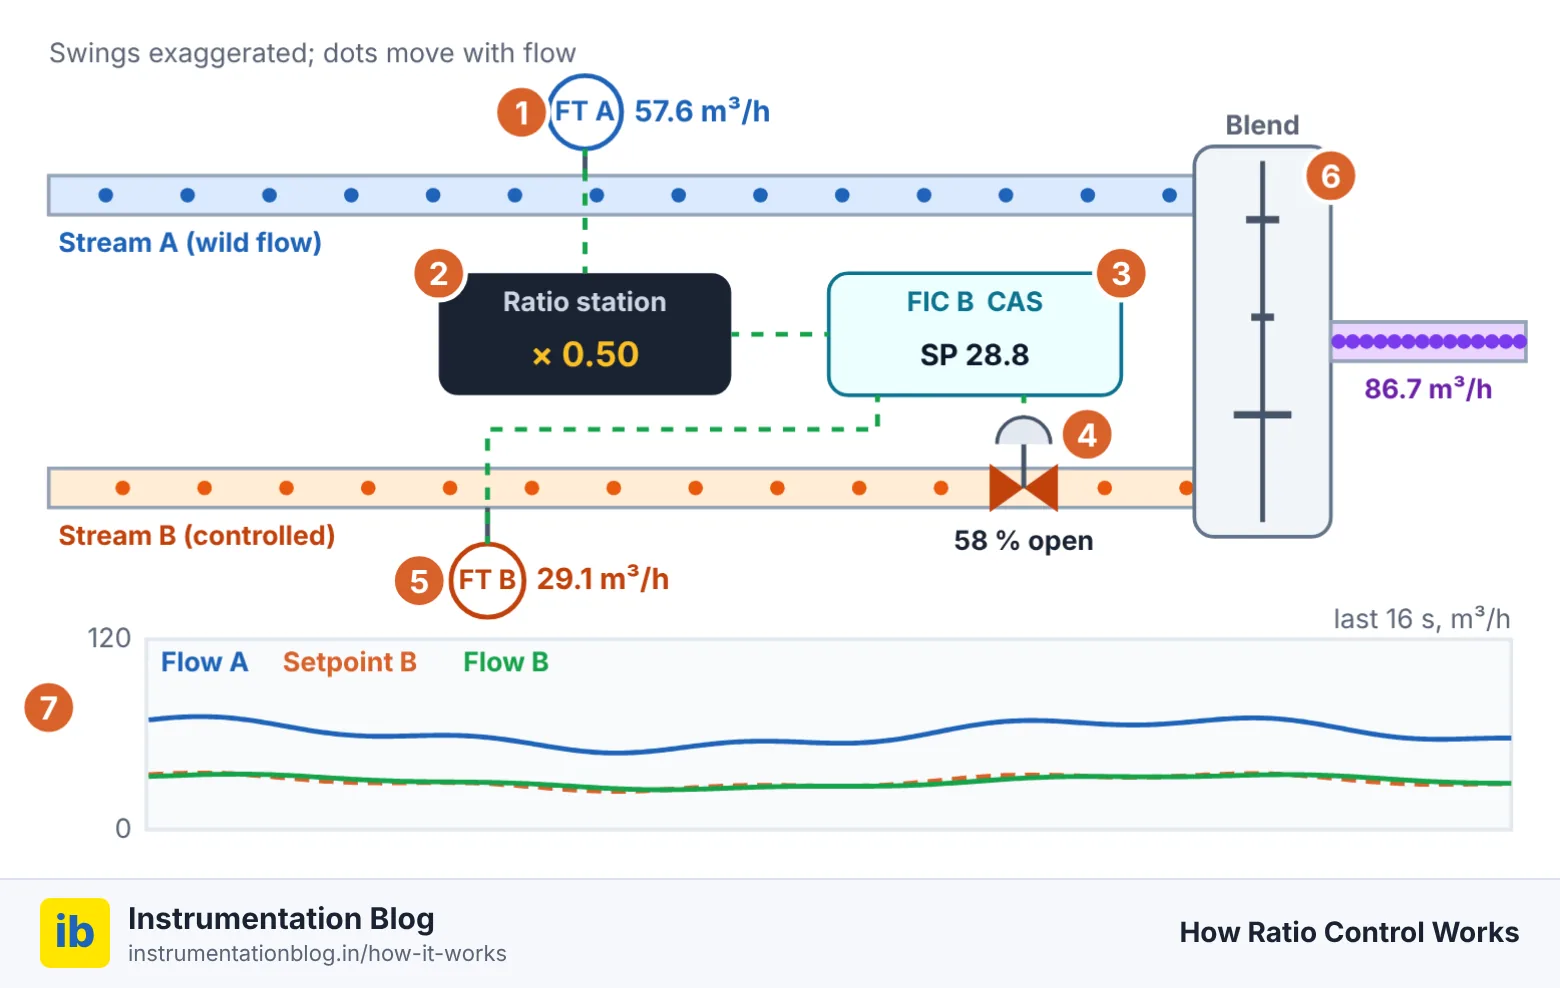 Swings exaggerated; dots move with flow
1
FT A
57.6 m³/h
Blend
6
Stream A (wild flow)
2
Ratio station
× 0.50
3
FIC B CAS
SP 28.8
86.7 m³/h
4
Stream B (controlled)
58 % open
5
FT B
29.1 m³/h
last 16 s, m³/h
120
Flow A
Setpoint B
Flow B
7
0
ib
Instrumentation Blog
instrumentationblog.in/how-it-works
How Ratio Control Works